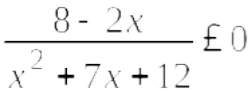 8 - 2x
x² + 7x + 12 £ 0